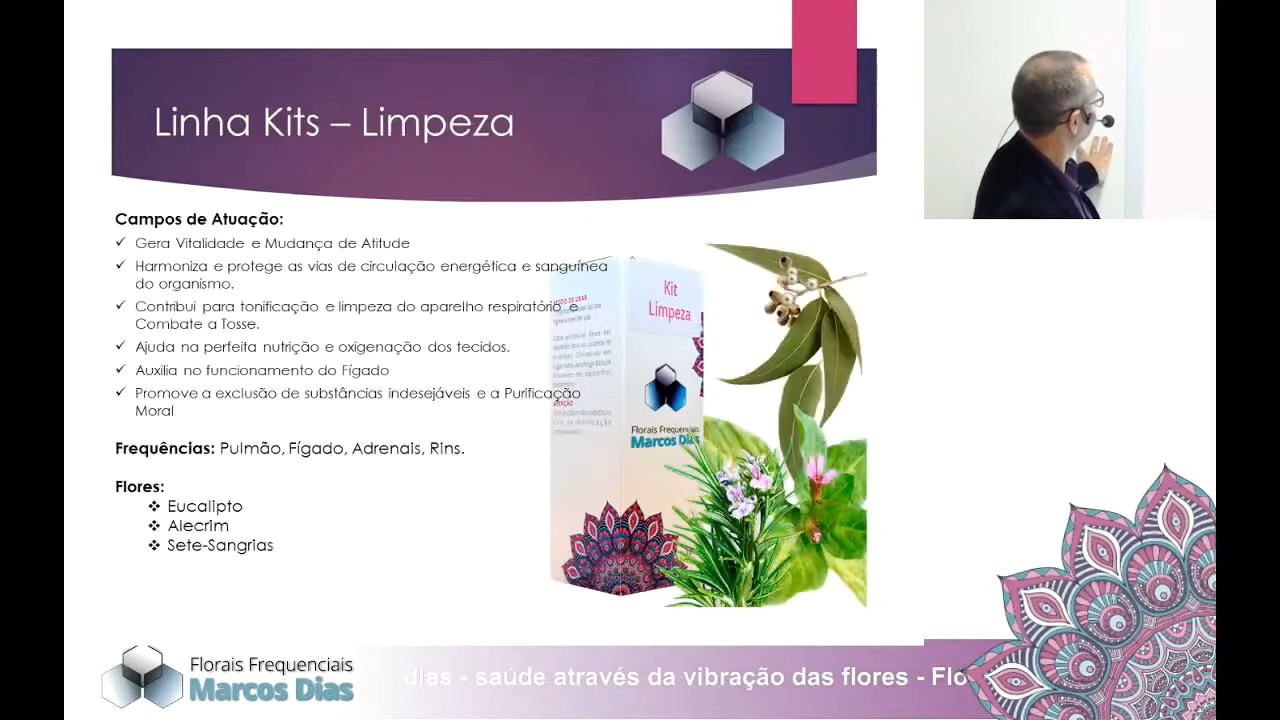 Linha Kits – Limpeza
Campos de Atuação:
✓ Gera Vitalidade e Mudança de Atitude
✓ Harmoniza e protege as vias de circulação energética e sanguínea
do organismo.
✓ Contribui para tonificação e limpeza do aparelho respiratório e
Combate a Tosse.
✓ Ajuda na perfeita nutrição e oxigenação dos tecidos.
✓ Auxilia no funcionamento do Fígado
✓ Promove a exclusão de substâncias indesejáveis e a Purificação
Moral
Frequências: Pulmão, Fígado, Adrenais, Rins.
Flores:
❖ Eucalipto
❖ Alecrim
❖ Sete-Sangrias
MODO DE USAR
ATENÇÃO
Kit
Limpeza
Florais Frequenciais
Marcos Dias
Florais Frequenciais
Marcos Dias
dias - saúde através da vibração das flores - Flo